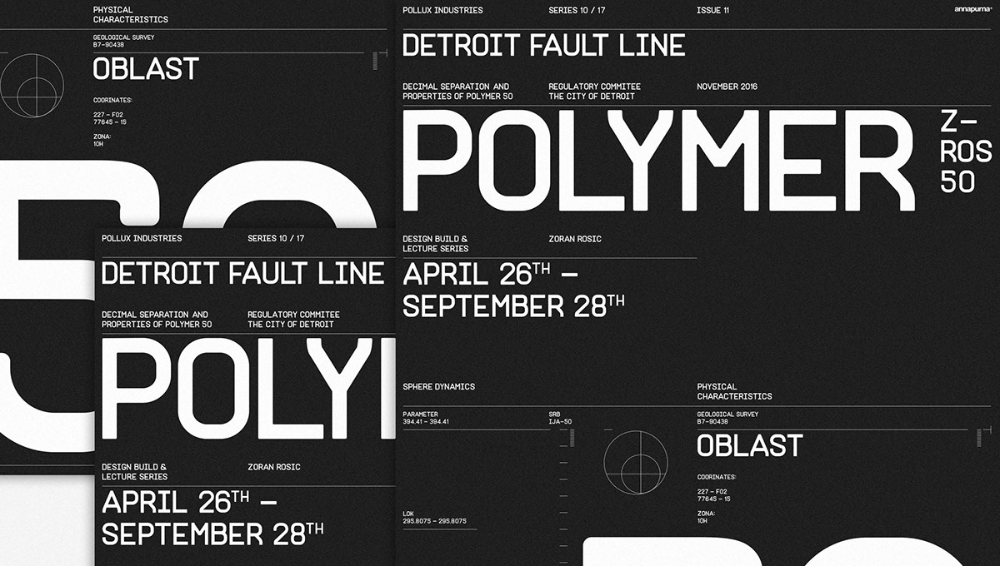 PHYSICAL
CHARACTERISTICS
GEOLOGICAL SURVEY
B7-90438
OBLAST
COORINATES:
227 - F02
77645 - 15
ZONA:
10H
50
POLLUX INDUSTRIES
SERIES 10 / 17
DETROIT FAULT LINE
DECIMAL SEPARATION AND
PROPERTIES OF POLYMER 50
REGULATORY COMMITEE
THE CITY OF DETROIT
POLY
DESIGN BUILD &
LECTURE SERIES
ZORAN ROSIC
APRIL 26TH –
SEPTEMBER 28TH
POLLUX INDUSTRIES
SERIES 10 / 17
ISSUE 11
annapurna
DETROIT FAULT LINE
DECIMAL SEPARATION AND
PROPERTIES OF POLYMER 50
REGULATORY COMMITEE
THE CITY OF DETROIT
NOVEMBER 2016
POLYMER
Z–
ROS
50
DESIGN BUILD &
LECTURE SERIES
ZORAN ROSIC
APRIL 26TH –
SEPTEMBER 28TH
SPHERE DYNAMICS
PHYSICAL
CHARACTERISTICS
PARAMETER
394.41 – 394.41
SRB
IJA-50
GEOLOGICAL SURVEY
B7-90438
OBLAST
COORINATES:
227 - F02
77645 - 15
ZONA:
10H
LOK
295.8075 – 295.8075